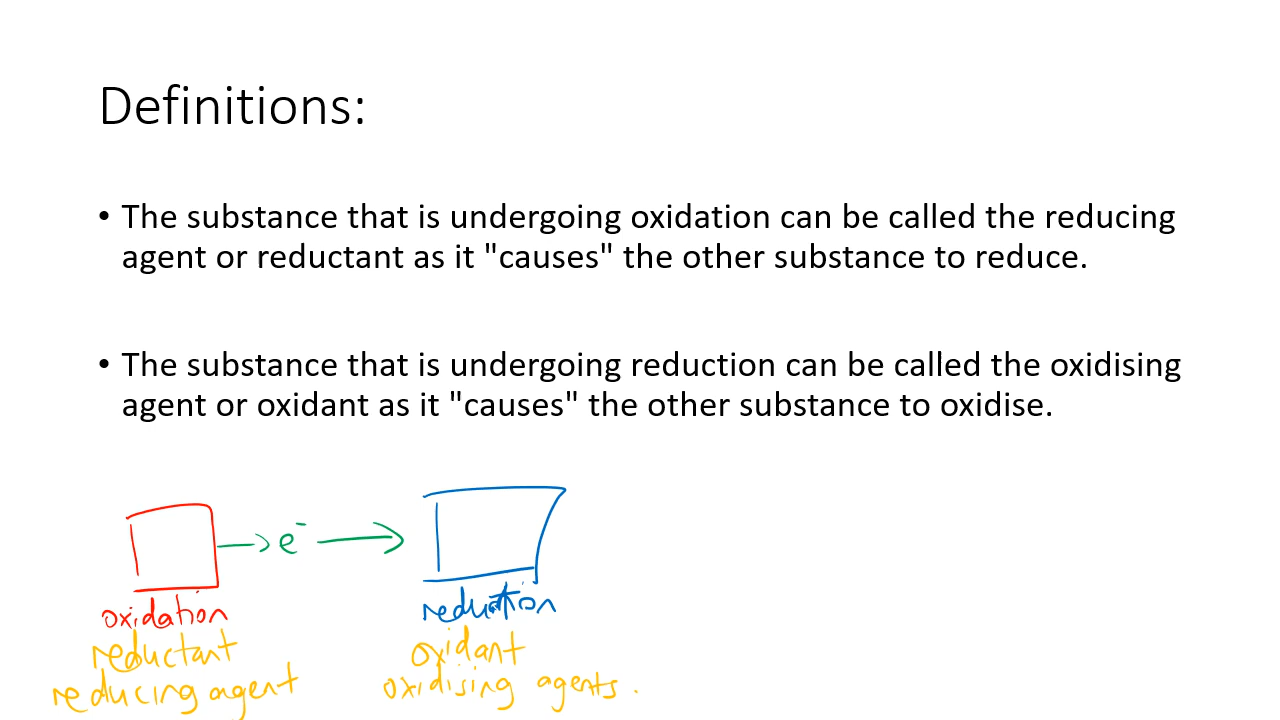 Definitions:
• The substance that is undergoing oxidation can be called the reducing
agent or reductant as it "causes" the other substance to reduce.
• The substance that is undergoing reduction can be called the oxidising
agent or oxidant as it "causes" the other substance to oxidise.
→ e⁻ →
oxidation reduction
reductant oxidant
reducing agent oxidising agents.